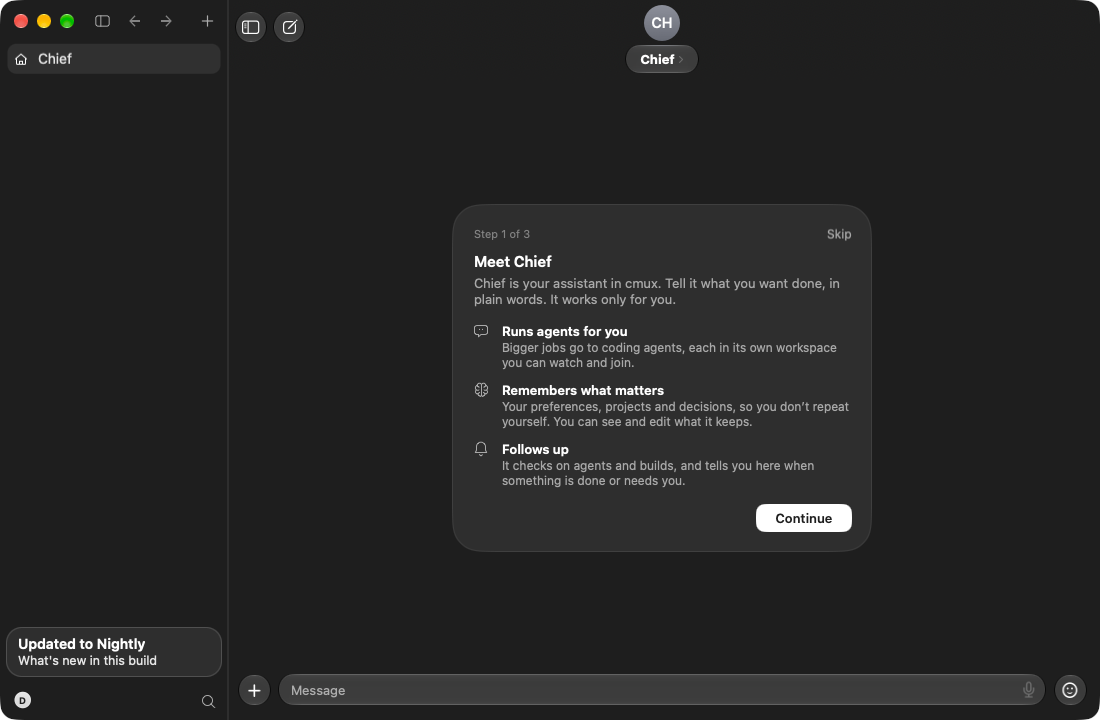 Chief
CH
Chief
Step 1 of 3
Skip
Meet Chief
Chief is your assistant in cmux. Tell it what you want done, in
plain words. It works only for you.
Runs agents for you
Bigger jobs go to coding agents, each in its own workspace
you can watch and join.
Remembers what matters
Your preferences, projects and decisions, so you don’t repeat
yourself. You can see and edit what it keeps.
Follows up
It checks on agents and builds, and tells you here when
something is done or needs you.
Continue
Updated to Nightly
What's new in this build
D
Message